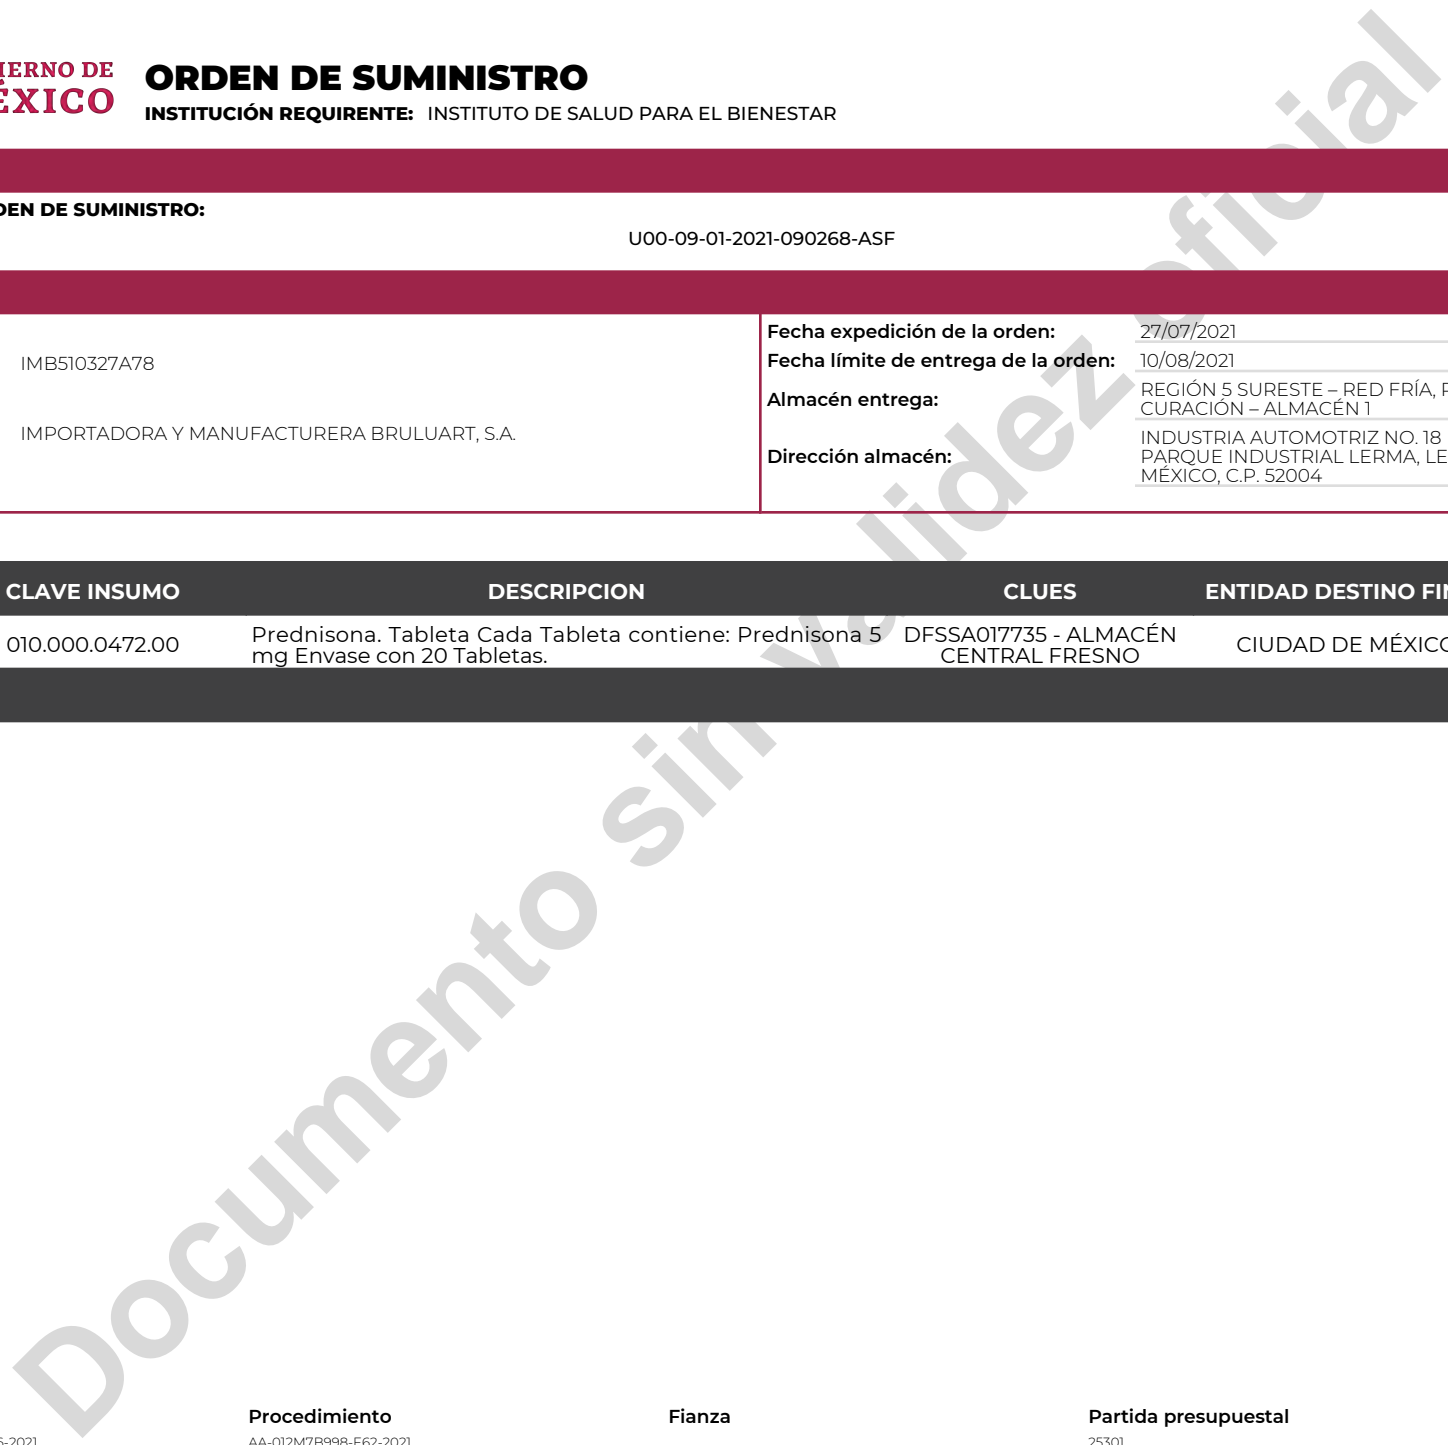 ORDEN DE SUMINISTRO
DE
INSTITUCIÓN REQUIRENTE: INSTITUTO DE SALUD PARA EL BIENESTAR
DE SUMINISTRO:
U00-09-01-2021-090268-ASF
IMB510327A78
IMPORTADORA Y MANUFACTURERA BRULUART, S.A.
Fecha expedición de la orden: 27/07/2021
Fecha límite de entrega de la orden: 10/08/2021
Almacén entrega: REGIÓN 5 SURESTE – RED FRÍA,
CURACIÓN – ALMACÉN 1
Dirección almacén: INDUSTRIA AUTOMOTRIZ NO. 18
PARQUE INDUSTRIAL LERMA,
MÉXICO, C.P. 52004
CLAVE INSUMO DESCRIPCION CLUES ENTIDAD DESTINO
010.000.0472.00
Prednisona. Tableta Cada Tableta contiene: Prednisona 5
mg Envase con 20 Tabletas.
DFSSA017735 - ALMACÉN
CENTRAL FRESNO
CIUDAD DE MÉXICO
Documento sin validez oficial
Procedimiento Fianza Partida presupuestal
AA-012M7B998-E62-2021
25301